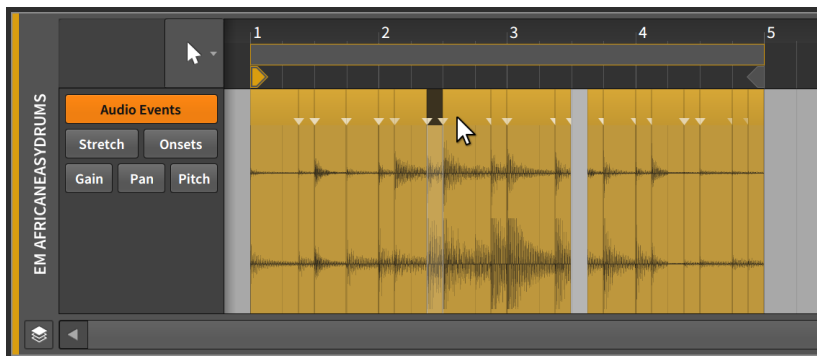 1 2 3 4 5
EM AFRICANEASYDRUMS
Audio Events
Stretch Onsets
Gain Pan Pitch